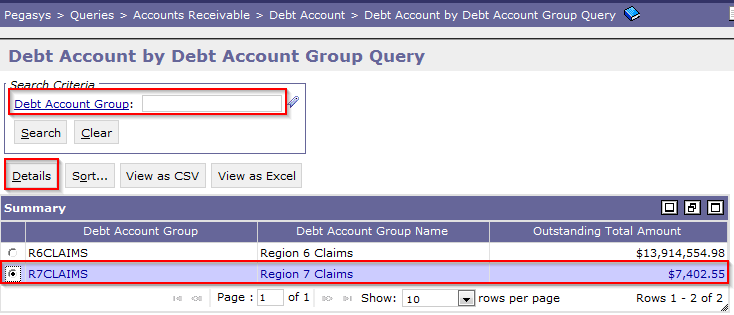 Pegasys > Queries > Accounts Receivable > Debt Account > Debt Account by Debt Account Group Query
Debt Account by Debt Account Group Query
Search Criteria
Debt Account Group:
Search Clear
Details Sort... View as CSV View as Excel
Summary
Debt Account Group Debt Account Group Name Outstanding Total Amount
R6CLAIMS Region 6 Claims $13,914,554.98
R7CLAIMS Region 7 Claims $7,402.55
Page : 1 of 1 Show: 10 rows per page Rows 1 - 2 of 2